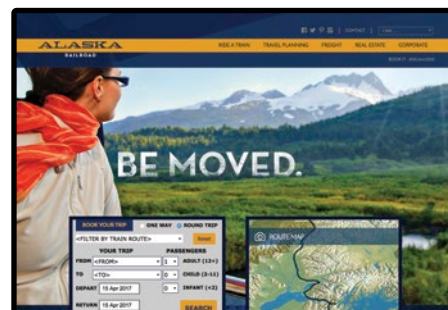 CONTACT
ALASKA
RAILROAD
RIDE A TRAIN TRAVEL PLANNING FREIGHT REAL ESTATE CORPORATE
BE MOVED.
BOOK YOUR TRIP ONE WAY ROUND TRIP
<FILTER BY TRAIN ROUTE> Reset
YOUR TRIP PASSENGERS
FROM <FROM> 1 ADULT (12+)
TO <TO> 0 CHILD (2-11)
DEPART 15 Apr 2017 0 INFANT (<2)
RETURN 15 Apr 2017 SEARCH
ROUTE MAP